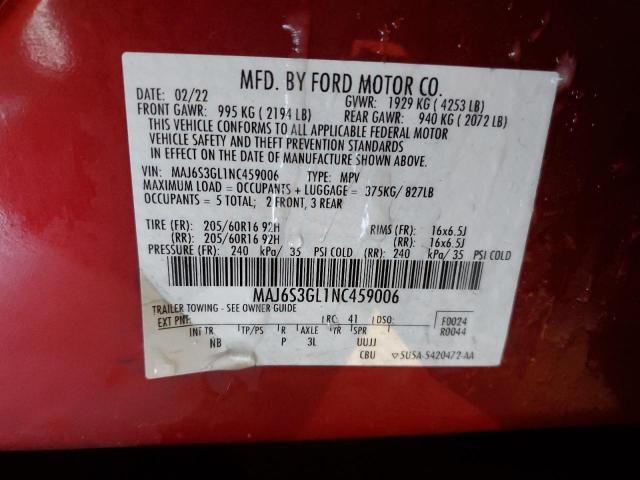 MFD. BY FORD MOTOR CO.
DATE: 02/22 GVWR: 1929 KG ( 4253 LB)
FRONT GAWR: 995 KG ( 2194 LB) REAR GAWR: 940 KG ( 2072 LB)
THIS VEHICLE CONFORMS TO ALL APPLICABLE FEDERAL MOTOR
VEHICLE SAFETY AND THEFT PREVENTION STANDARDS
IN EFFECT ON THE DATE OF MANUFACTURE SHOWN ABOVE.
VIN: MAJ6S3GL1NC459006 TYPE: MPV
MAXIMUM LOAD = OCCUPANTS + LUGGAGE = 375KG/ 827LB
OCCUPANTS = 5 TOTAL; 2 FRONT, 3 REAR
TIRE (FR): 205/60R16 92H RIMS (FR): 16x6.5J
(RR): 205/60R16 92H (RR): 16x6.5J
PRESSURE (FR): 240 kPa/ 35 PSI COLD (RR): 240 kPa/ 35 PSI COLD
MAJ6S3GL1NC459006
TRAILER TOWING - SEE OWNER GUIDE
EXT PNT: RC: 41 DSO: F0024
R0044
INT TR TP/PS R AXLE TR SPR
NB P 3L UUJJ
CBU 5U5A-5420472-AA